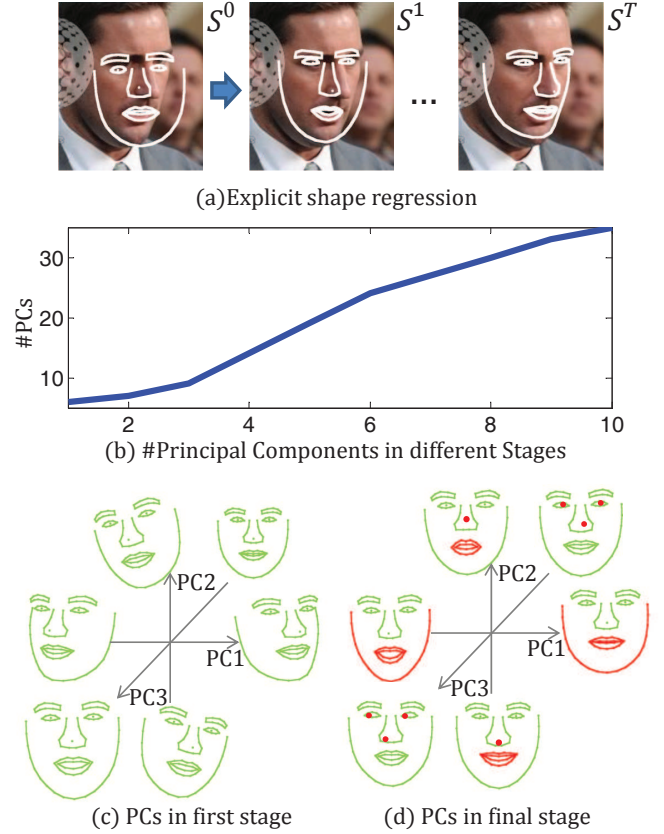 S⁰ S¹ Sᵀ
...
(a)Explicit shape regression
#PCs
30
20
10
2 4 6 8 10
(b) #Principal Components in different Stages
PC2
PC1
PC3
PC2
PC1
PC3
(c) PCs in first stage
(d) PCs in final stage